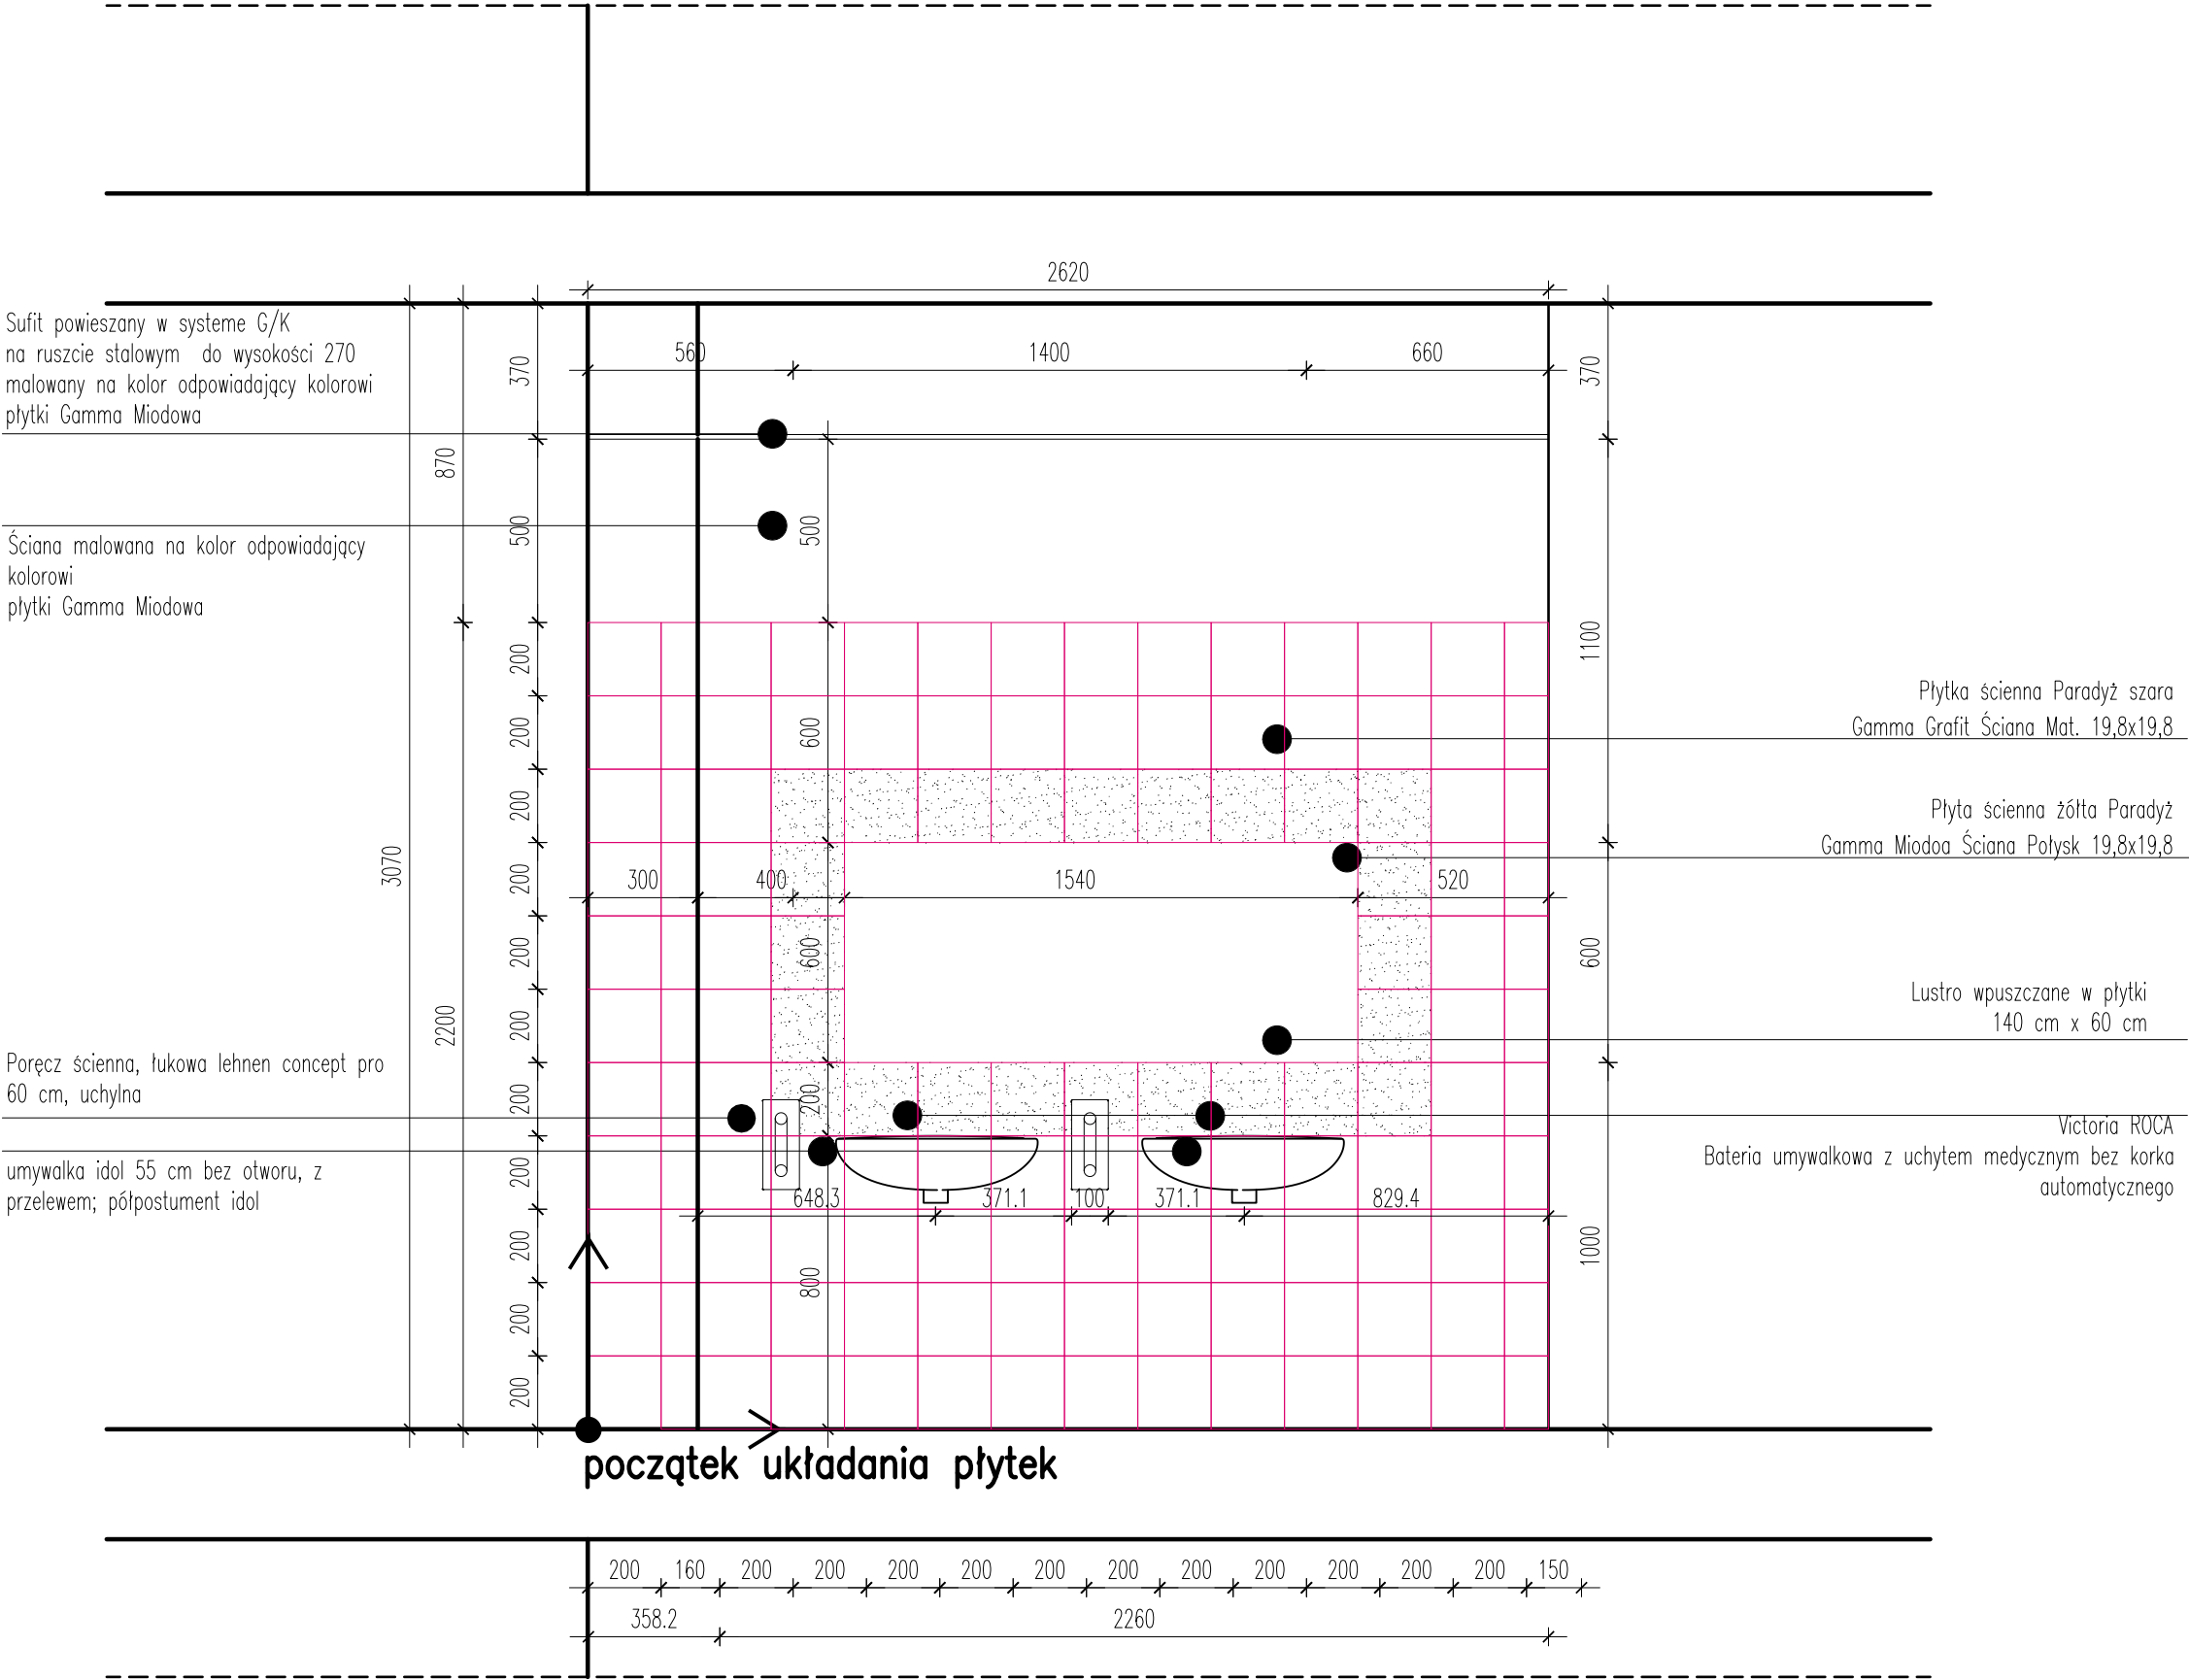 2620
Sufit powieszany w systeme G/K
na ruszcie stalowym do wysokości 270
malowany na kolor odpowiadający kolorowi
płytki Gamma Miodowa
560 1400 660
370 370
870
500 500
Ściana malowana na kolor odpowiadający
kolorowi
płytki Gamma Miodowa
200 1100
Płytka ścienna Paradyż szara
Gamma Grafit Ściana Mat. 19,8x19,8
200 600
200
Płyta ścienna żółta Paradyż
Gamma Miodoa Ściana Połysk 19,8x19,8
3070
200
300 400 1540 520
200 600 600
Lustro wpuszczane w płytki
140 cm x 60 cm
2200
200
Poręcz ścienna, łukowa lehnen concept pro
60 cm, uchylna
200 200
Victoria ROCA
Bateria umywalkowa z uchytem medycznym bez korka
automatycznego
umywalka idol 55 cm bez otworu, z
przelewem; półpostument idol
200
648.3 371.1 100 371.1 829.4
200 1000
800
200
200
początek układania płytek
200 160 200 200 200 200 200 200 200 200 200 200 200 150
358.2 2260